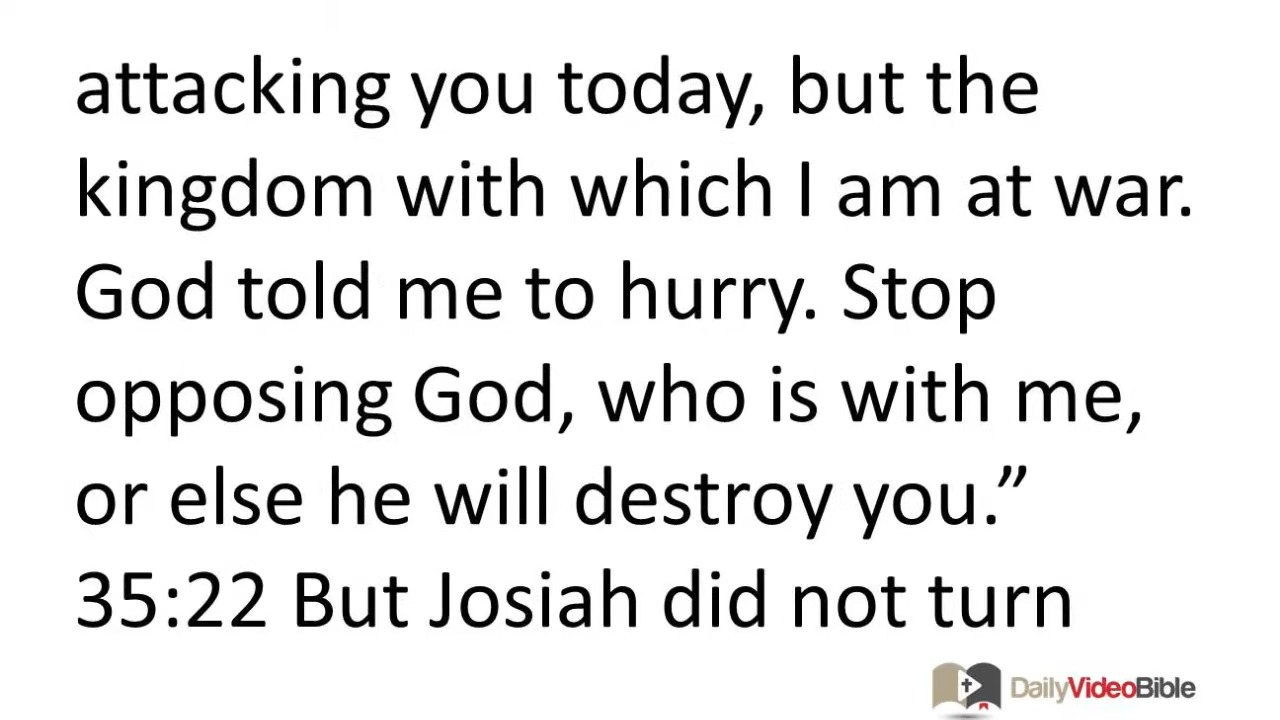 attacking you today, but the
kingdom with which I am at war.
God told me to hurry. Stop
opposing God, who is with me,
or else he will destroy you.”
35:22 But Josiah did not turn
DailyVideoBible